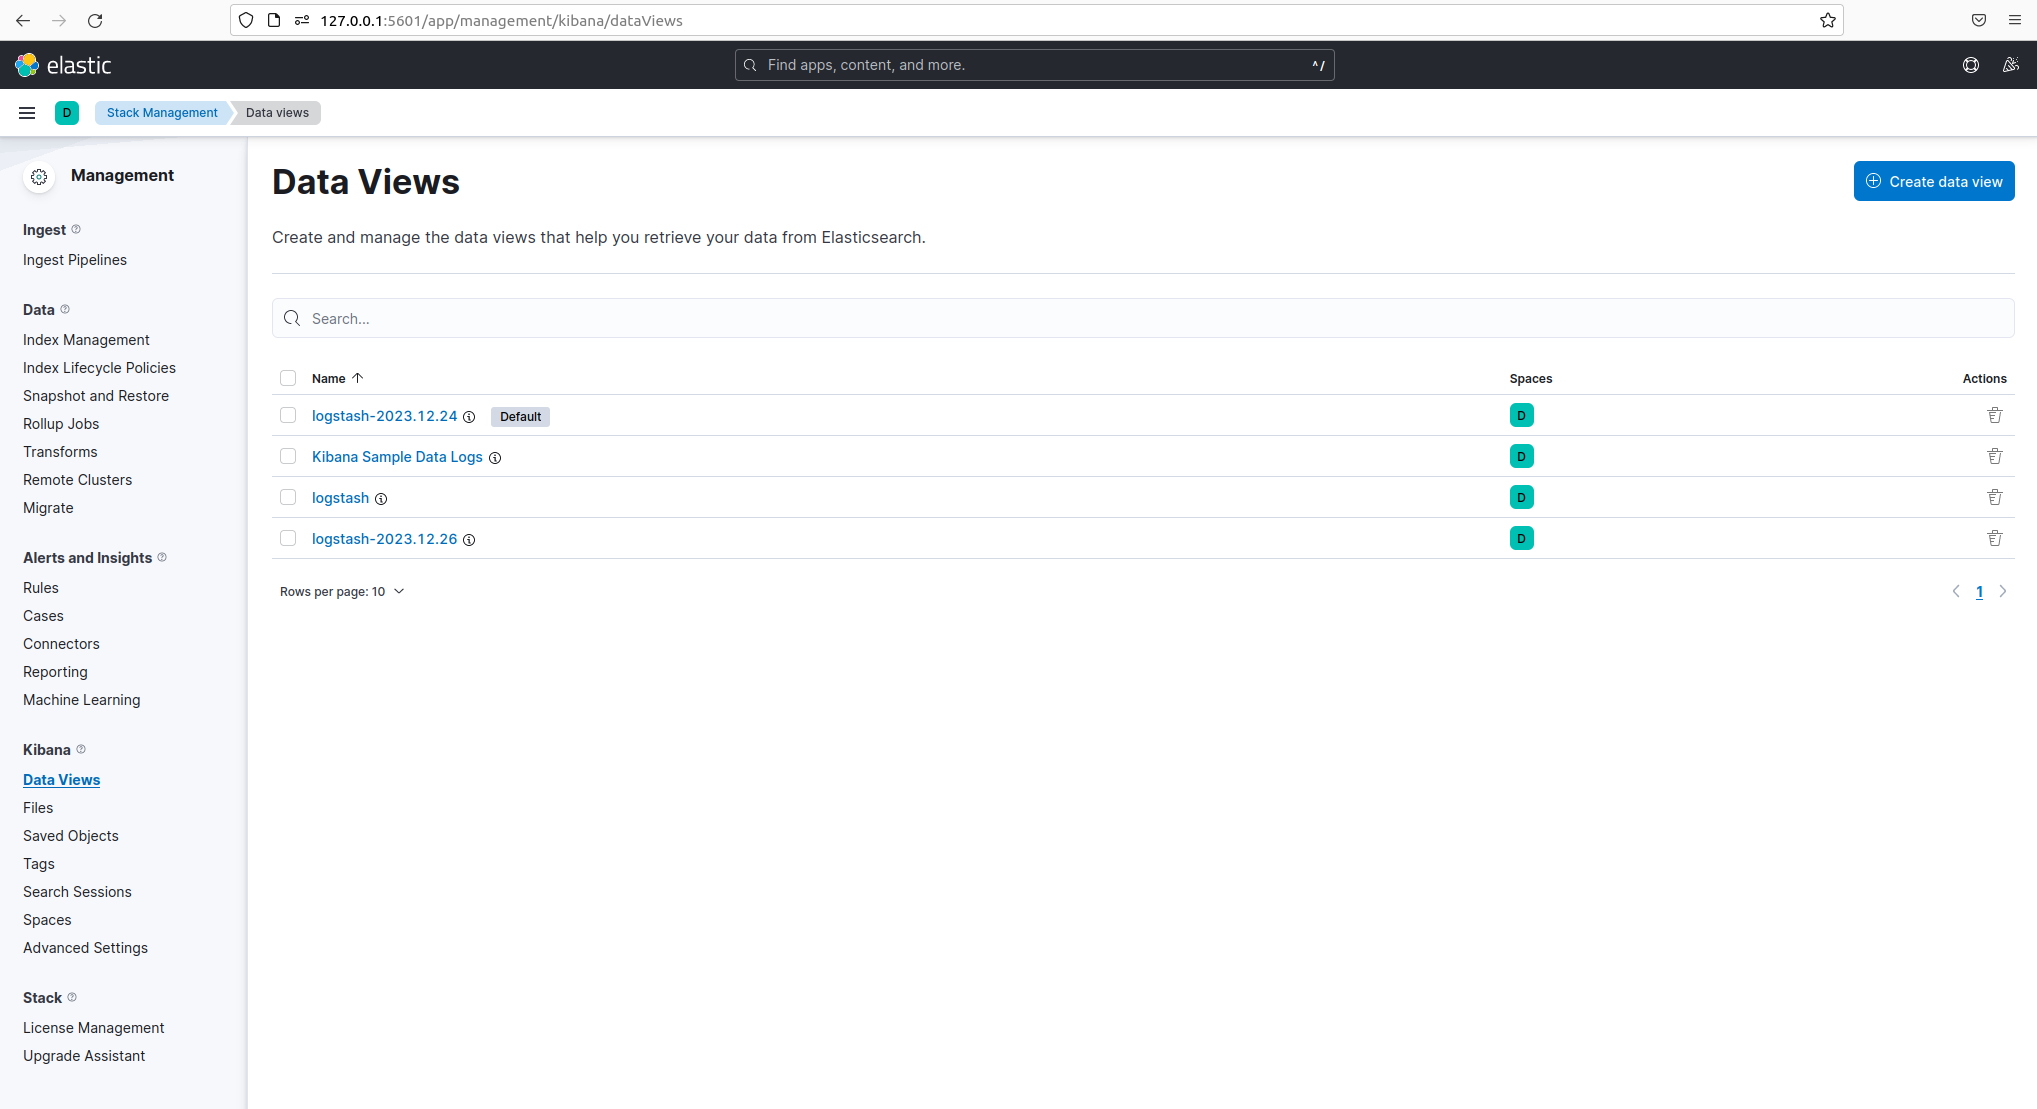 127.0.0.1:5601/app/management/kibana/dataViews
elastic
Find apps, content, and more.
^/
D
Stack Management
Data views
Management
Ingest
Ingest Pipelines
Data
Index Management
Index Lifecycle Policies
Snapshot and Restore
Rollup Jobs
Transforms
Remote Clusters
Migrate
Alerts and Insights
Rules
Cases
Connectors
Reporting
Machine Learning
Kibana
Data Views
Files
Saved Objects
Tags
Search Sessions
Spaces
Advanced Settings
Stack
License Management
Upgrade Assistant
Data Views
Create data view
Create and manage the data views that help you retrieve your data from Elasticsearch.
Search...
Name Spaces Actions
logstash-2023.12.24 Default D
Kibana Sample Data Logs D
logstash D
logstash-2023.12.26 D
Rows per page: 10
1